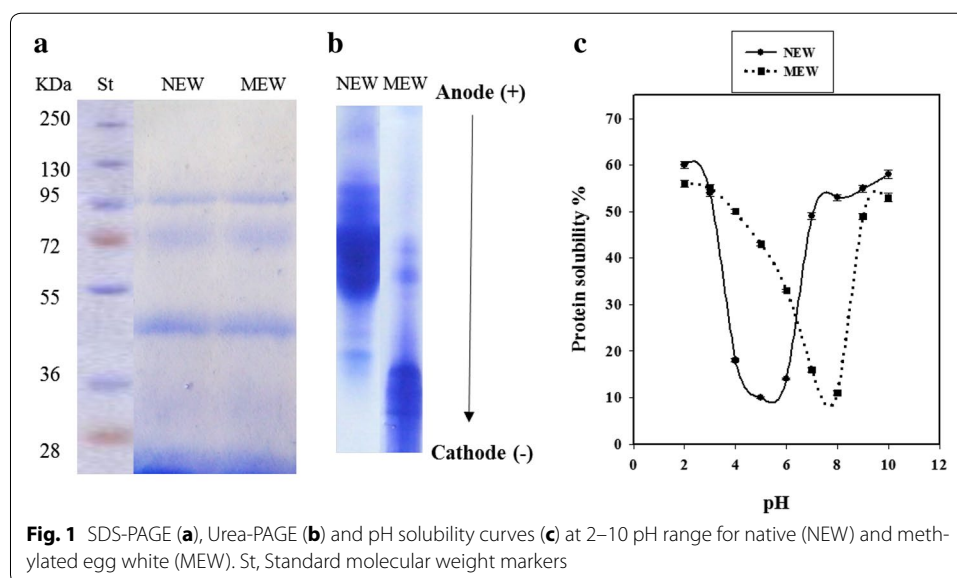 a
b
c
KDa
St
NEW
MEW
250
130
95
72
55
36
28
NEW MEW
Anode (+)
Cathode (-)
NEW
MEW
Protein solubility %
70
60
50
40
30
20
10
0
0 2 4 6 8 10 12
pH
Fig. 1 SDS-PAGE (a), Urea-PAGE (b) and pH solubility curves (c) at 2–10 pH range for native (NEW) and meth-
ylated egg white (MEW). St, Standard molecular weight markers